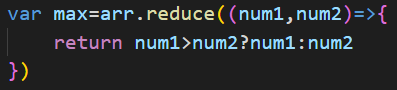 var max=arr.reduce((num1,num2)=>{
    return num1>num2?num1:num2
})